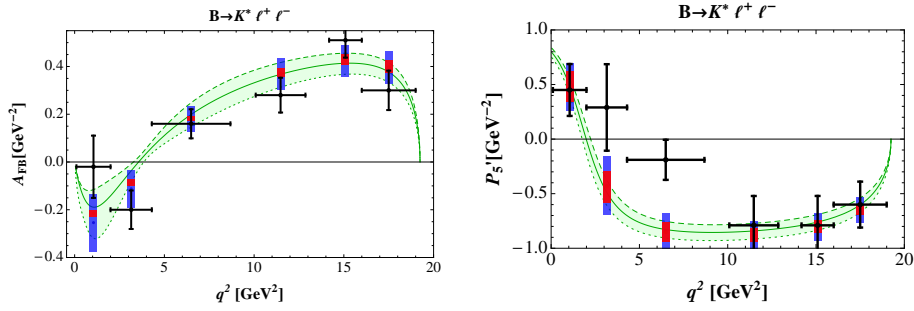 B→K* ℓ+ ℓ−
A_FB[GeV−2]
0.4
0.2
0.0
−0.2
−0.4
0 5 10 15 20
q² [GeV²]
B→K* ℓ+ ℓ−
P5'[GeV−2]
1.0
0.5
0.0
−0.5
−1.0
0 5 10 15 20
q² [GeV²]